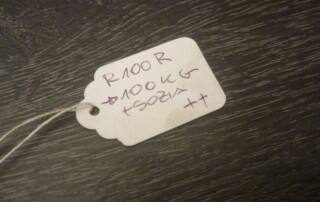 R100R
→100KG
+SOZIA
++